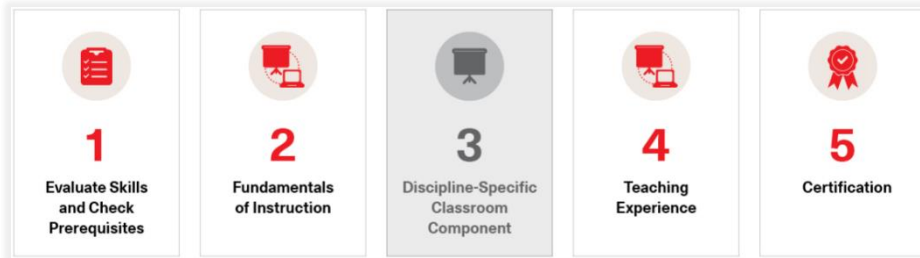 1
Evaluate Skills
and Check
Prerequisites
2
Fundamentals
of Instruction
3
Discipline-Specific
Classroom
Component
4
Teaching
Experience
5
Certification